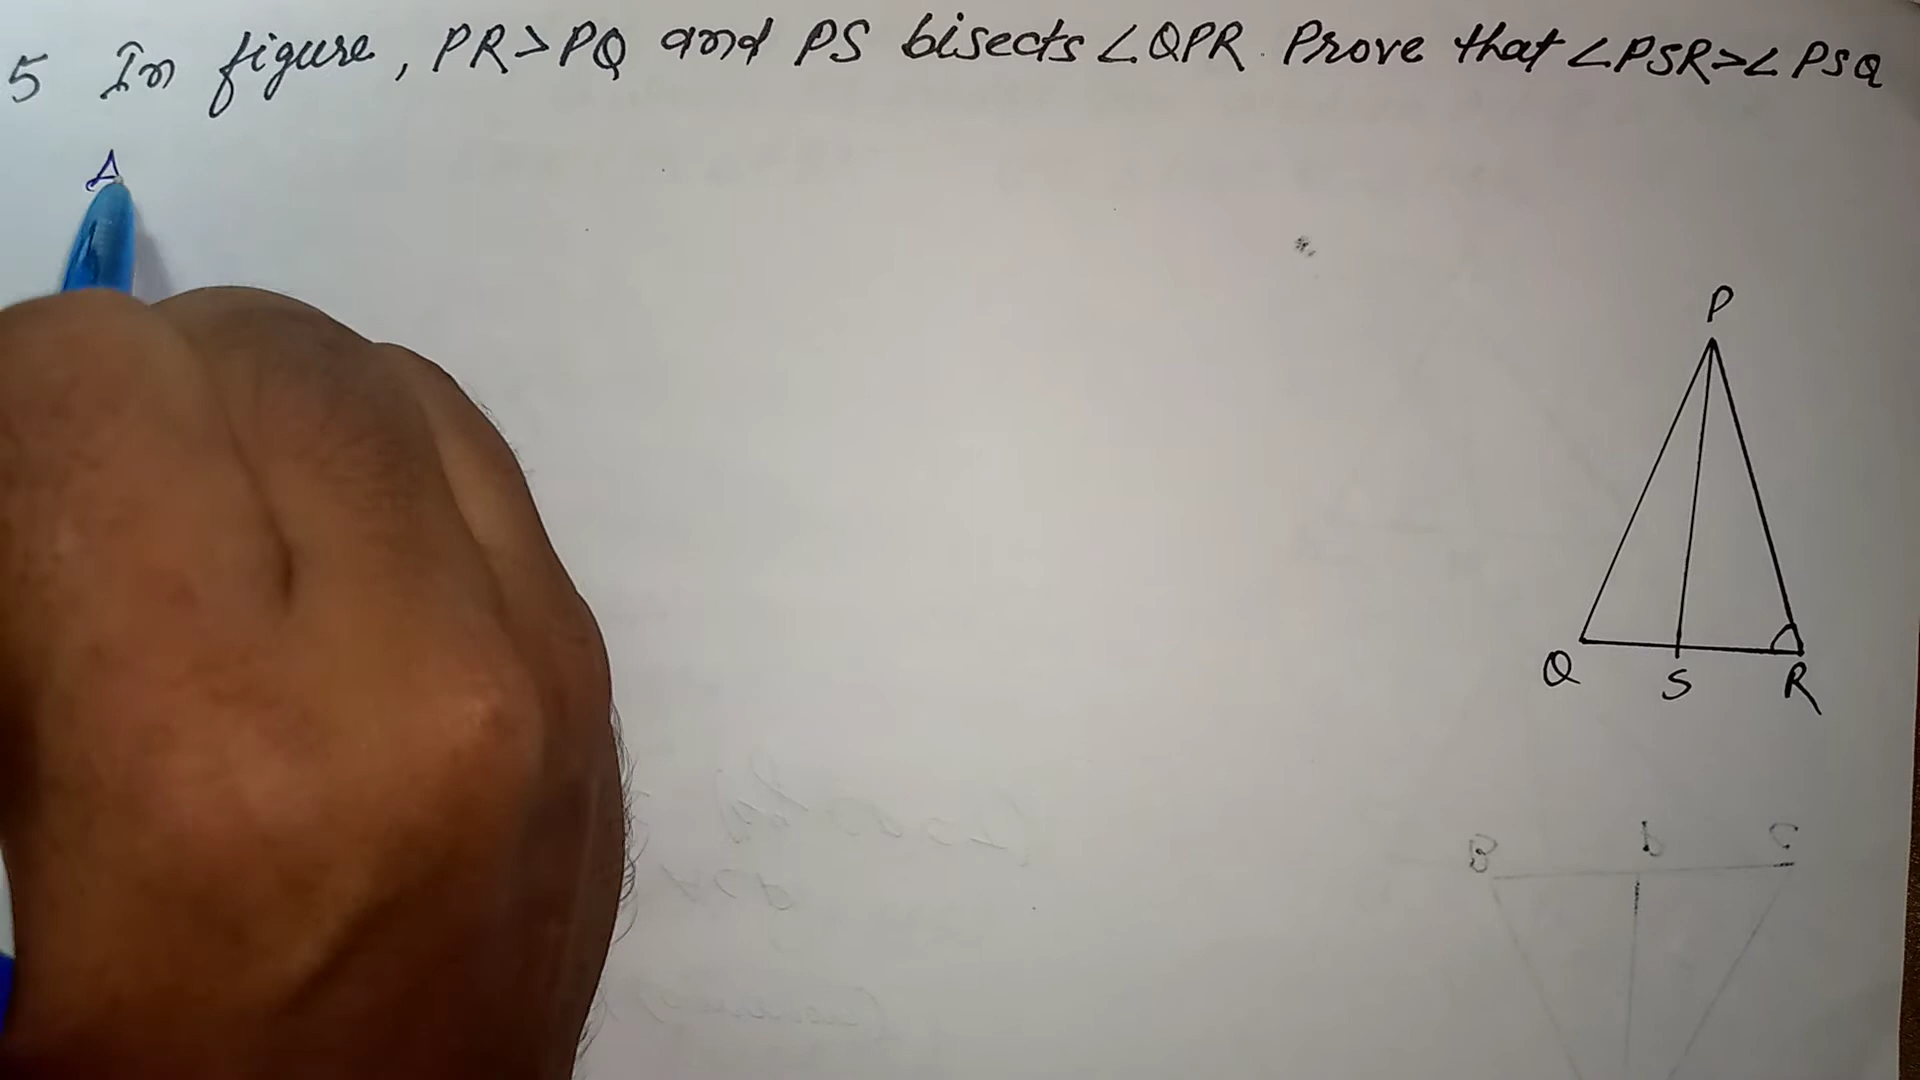 5 In figure, PR>PQ and PS bisects ∠QPR. Prove that ∠PSR>∠PSQ
A
P
Q S R
B D C